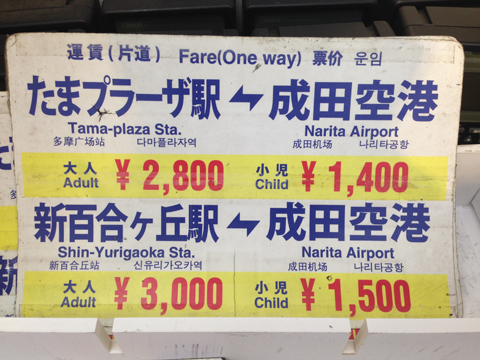 運賃(片道) Fare(One way) 票价 운임
たまプラーザ駅 成田空港
Tama-plaza Sta. Narita Airport
多摩广场站 다마플라자역 成田机场 나리타공항
大人 Adult ¥2,800 小児 Child ¥1,400
新百合ヶ丘駅 成田空港
Shin-Yurigaoka Sta. Narita Airport
新百合丘站 신유리가오카역 成田机场 나리타공항
大人 Adult ¥3,000 小児 Child ¥1,500